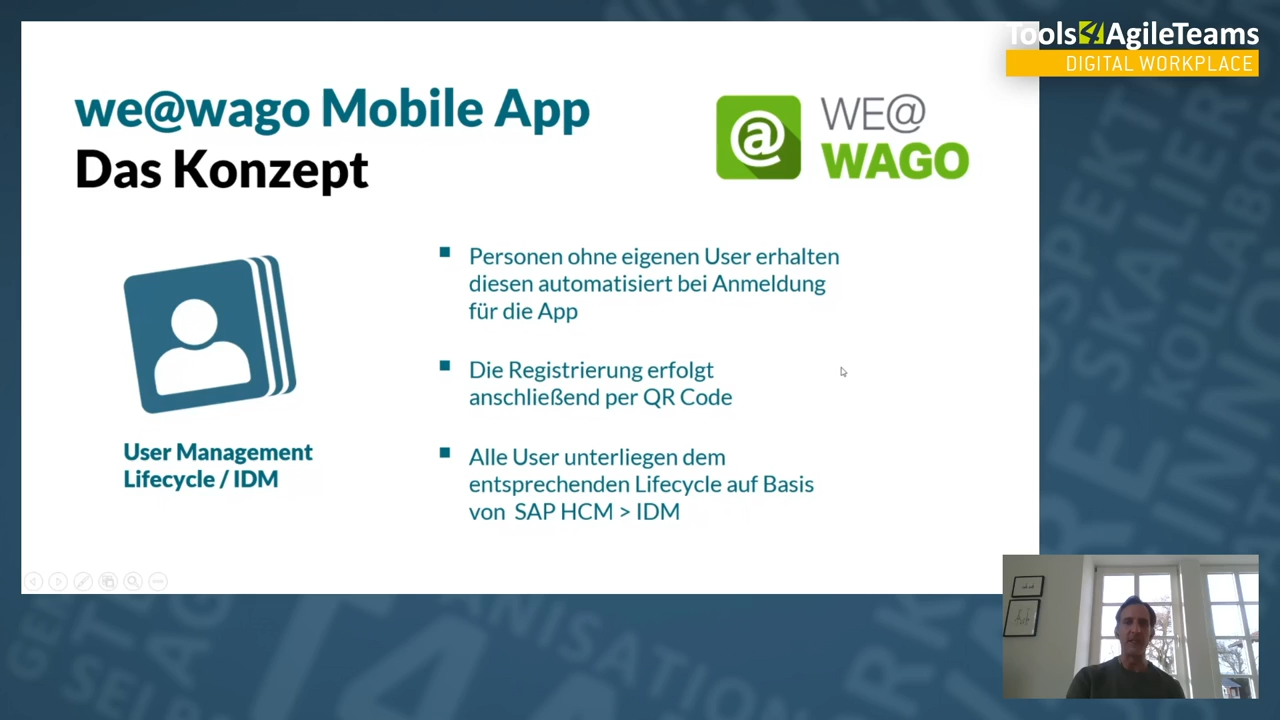 Tools4AgileTeams
DIGITAL WORKPLACE
we@wago Mobile App
Das Konzept
WE@
WAGO
Personen ohne eigenen User erhalten
diesen automatisiert bei Anmeldung
für die App
Die Registrierung erfolgt
anschließend per QR Code
Alle User unterliegen dem
entsprechenden Lifecycle auf Basis
von SAP HCM > IDM
User Management
Lifecycle / IDM